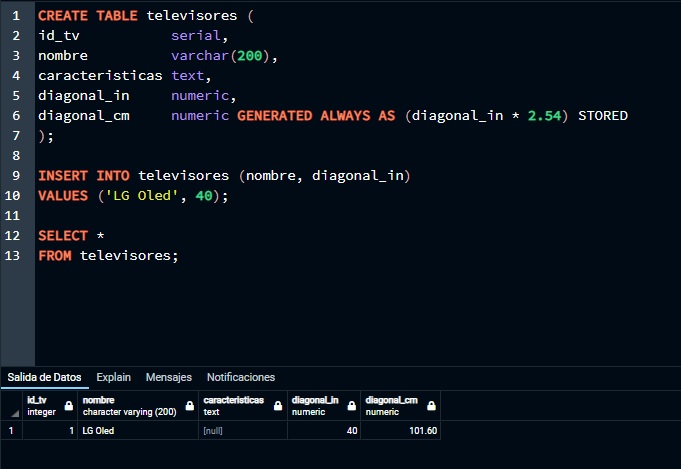 1 CREATE TABLE televisores (
2 id_tv serial,
3 nombre varchar(200),
4 caracteristicas text,
5 diagonal_in numeric,
6 diagonal_cm numeric GENERATED ALWAYS AS (diagonal_in * 2.54) STORED
7 );
8
9 INSERT INTO televisores (nombre, diagonal_in)
10 VALUES ('LG Oled', 40);
11
12 SELECT *
13 FROM televisores;
Salida de Datos Explain Mensajes Notificaciones
id_tv nombre caracteristicas diagonal_in diagonal_cm
integer character varying (200) text numeric numeric
1 1 LG Oled [null] 40 101.60